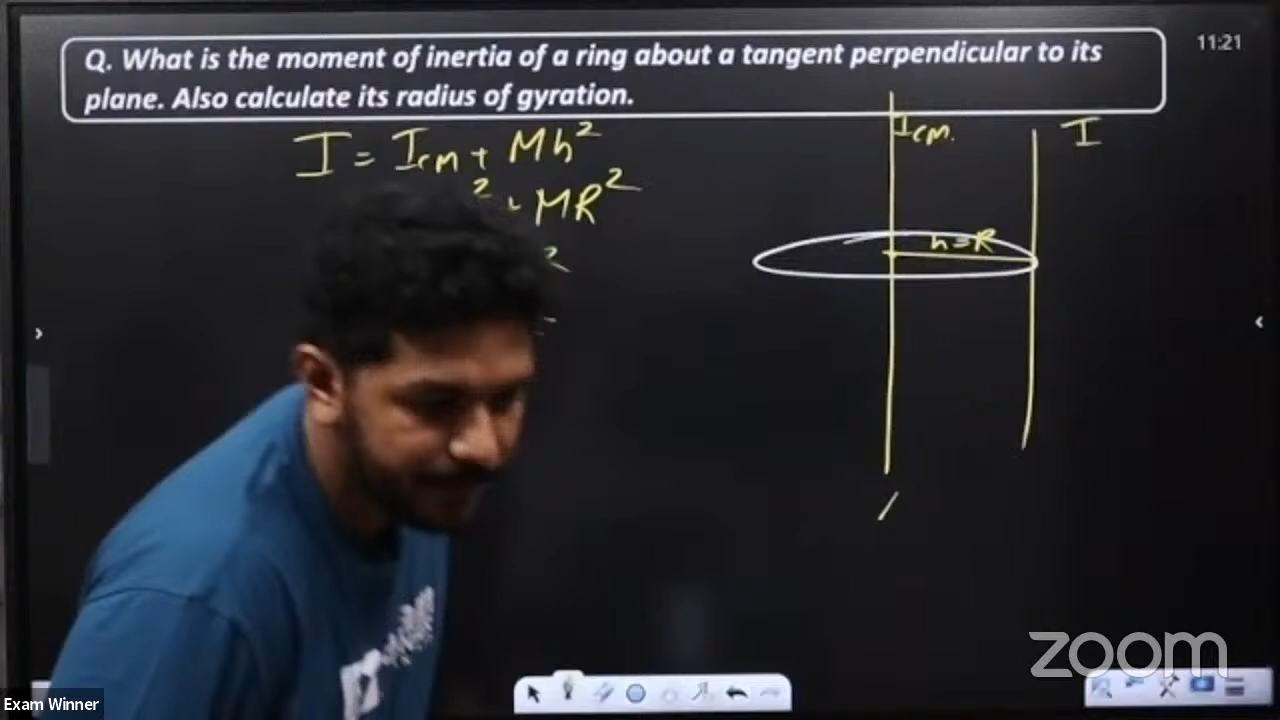 Q. What is the moment of inertia of a ring about a tangent perpendicular to its
plane. Also calculate its radius of gyration.
11:21
I = Icm + Mh²
² + MR²
Icm.
I
h=R
zoom
Exam Winner